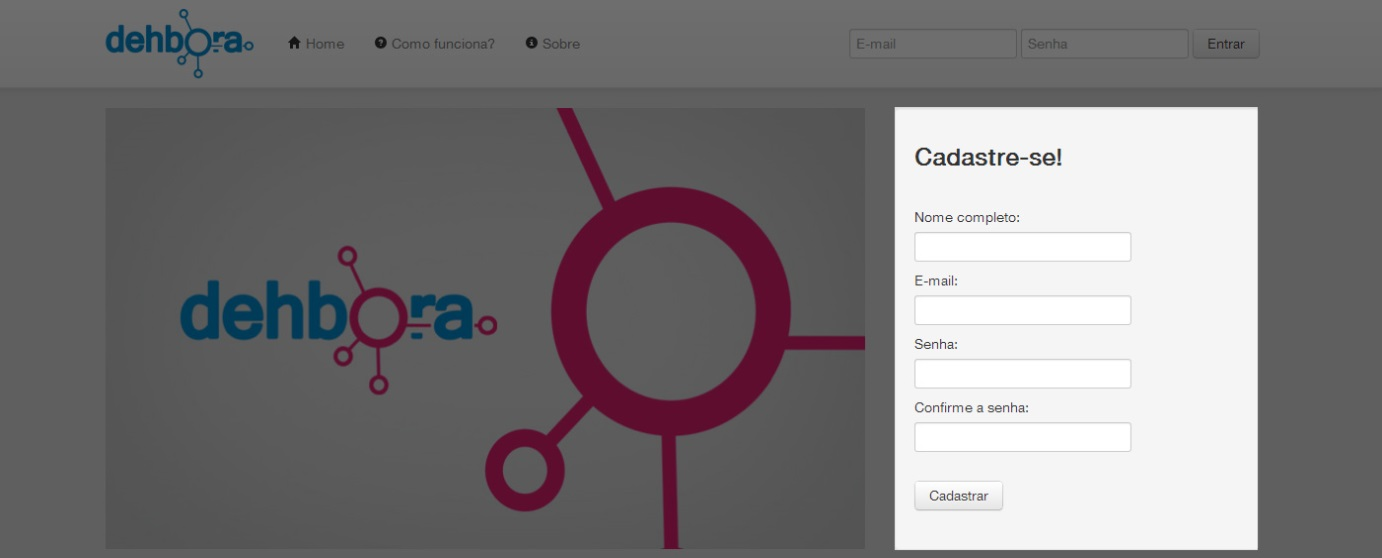 dehbora
Home
Como funciona?
Sobre
E-mail
Senha
Entrar
dehbora
Cadastre-se!
Nome completo:
E-mail:
Senha:
Confirme a senha:
Cadastrar